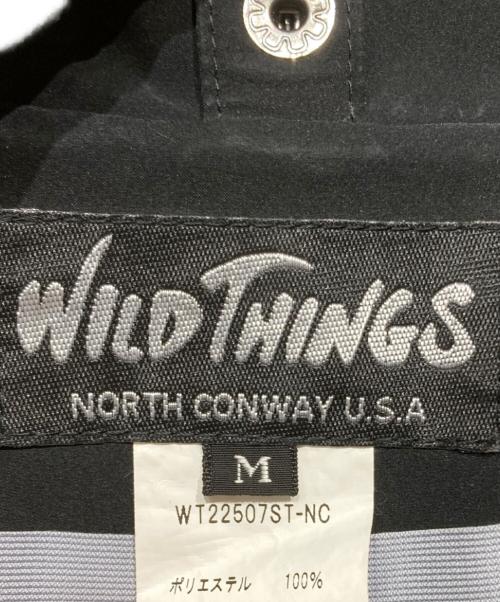 WILD THINGS
NORTH CONWAY U.S.A
M
WT22507ST-NC
ポリエステル 100%